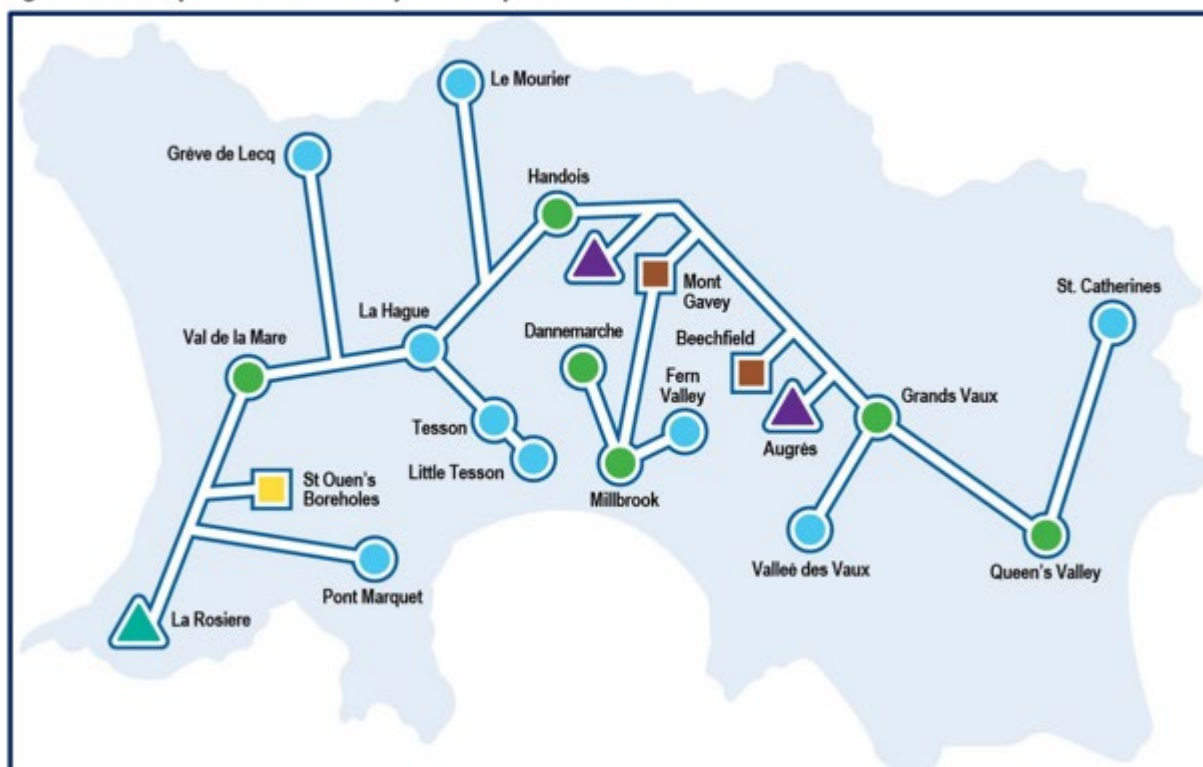 Le Mourier
Grève de Lecq
Handois
Mont
Gavey
St. Catherines
La Hague
Dannemarche
Beechfield
Val de la Mare
Fern
Valley
Grands Vaux
Tesson
Augrès
Little Tesson
St Ouen's
Boreholes
Millbrook
Valleé des Vaux
Queen's Valley
Pont Marquet
La Rosiere